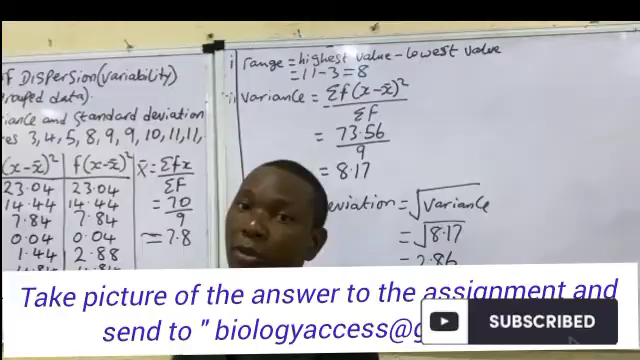 OF DISPERSION (VARIABILITY)
data).
ance and Standard deviation
3, 4, 5, 8, 9, 9, 10, 11, 11,
(x-x̄)² f(x-x̄)²
23.04 23.04
14.44 14.44
7.84 7.84
0.04 0.04
1.44 2.88
x̄ = Σfx
ΣF
= 70
9
= 7.8
i range = highest value - lowest value
= 11-3 = 8
variance = Σf(x-x̄)²
ΣF
= 73.56
9
= 8.17
eviation = √variance
= √8.17
= 2.86
Take picture of the answer to the assignment and
send to " biologyaccess@g
SUBSCRIBED